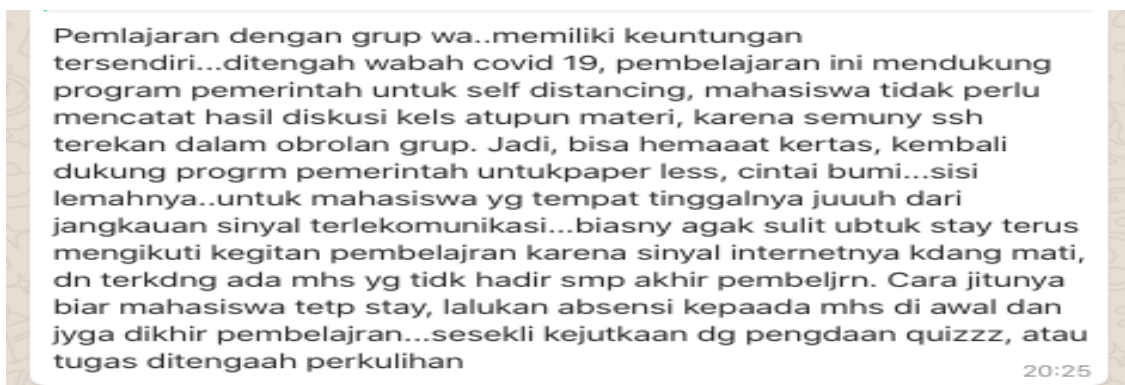 Pemlajaran dengan grup wa..memiliki keuntungan
tersendiri...ditengah wabah covid 19, pembelajaran ini mendukung
program pemerintah untuk self distancing, mahasiswa tidak perlu
mencatat hasil diskusi kels atupun materi, karena semuny ssh
terekan dalam obrolan grup. Jadi, bisa hemaaat kertas, kembali
dukung progrm pemerintah untukpaper less, cintai bumi...sisi
lemahnya..untuk mahasiswa yg tempat tinggalnya juuuh dari
jangkauan sinyal terlekomunikasi...biasny agak sulit ubtuk stay terus
mengikuti kegitan pembelajran karena sinyal internetnya kdang mati,
dn terkdng ada mhs yg tidk hadir smp akhir pembeljrn. Cara jitunya
biar mahasiswa tetp stay, lalukan absensi kepaada mhs di awal dan
jyga dikhir pembelajran...sesekli kejutkaan dg pengdaan quizzz, atau
tugas ditengaah perkulihan
20:25